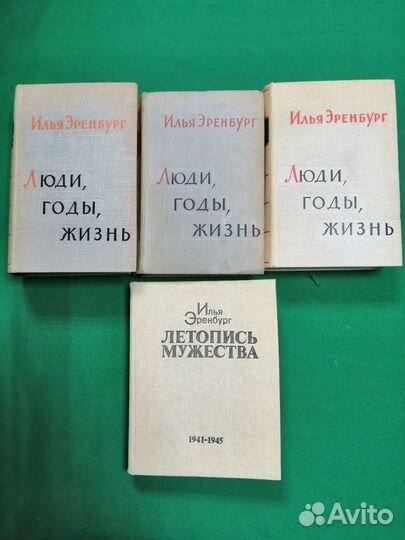 Илья Эренбург
Люди,
годы,
жизнь
Илья Эренбург
Люди,
годы,
жизнь
Илья Эренбург
Люди,
годы,
жизнь
Илья
Эренбург
ЛЕТОПИСЬ
МУЖЕСТВА
1941-1945
Avito